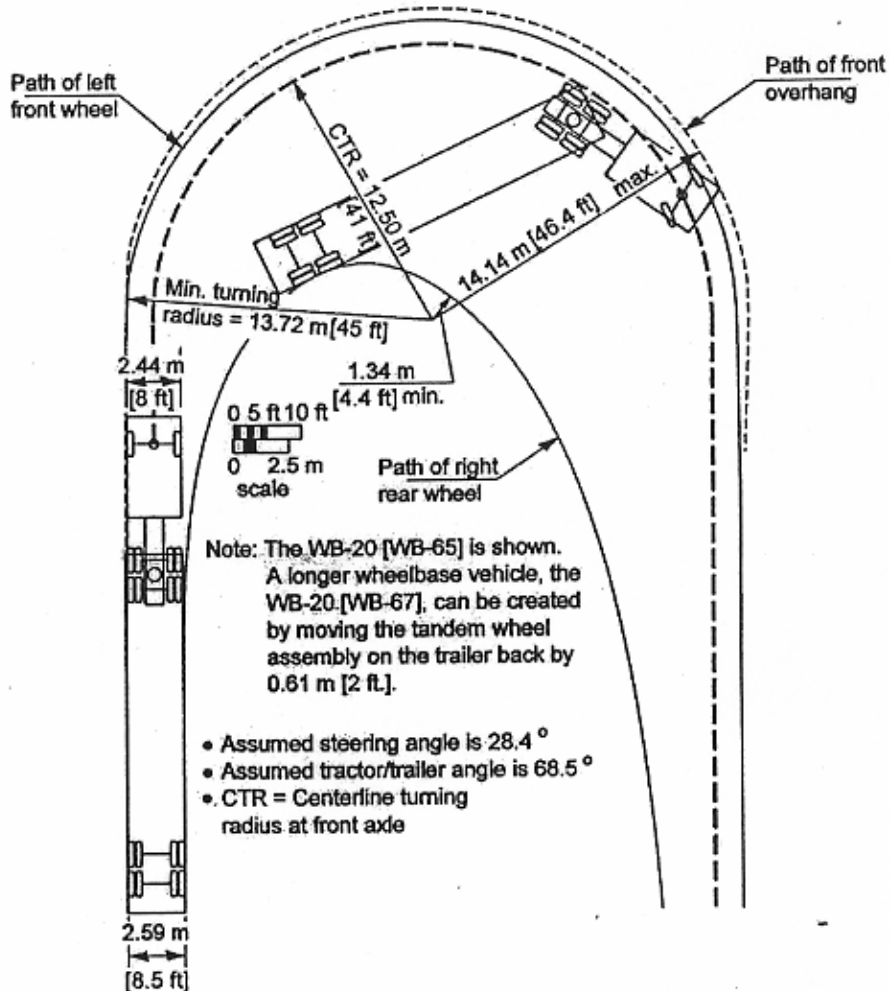 Path of left
front wheel
Path of front
overhang
CTR = 12.50 m
[41 ft]
14.14 m [46.4 ft] max.
Min. turning
radius = 13.72 m[45 ft]
2.44 m
[8 ft]
1.34 m
[4.4 ft] min.
0 5 ft 10 ft
0 2.5 m
scale
Path of right
rear wheel
Note: The WB-20 [WB-65] is shown.
A longer wheelbase vehicle, the
WB-20 [WB-67], can be created
by moving the tandem wheel
assembly on the trailer back by
0.61 m [2 ft.].
• Assumed steering angle is 28.4°
• Assumed tractor/trailer angle is 68.5°
• CTR = Centerline turning
radius at front axle
2.59 m
[8.5 ft]